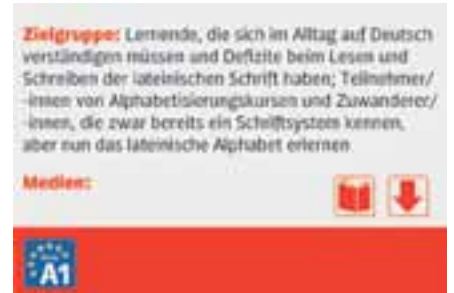 Zielgruppe: Lernende, die sich im Alltag auf Deutsch
verständigen müssen und Defizite beim Lesen und
Schreiben der lateinischen Schrift haben; Teilnehmer/
-innen von Alphabetisierungskursen und Zuwanderer/
-innen, die zwar bereits ein Schriftsystem kennen,
aber nun das lateinische Alphabet erlernen
Medien:
A1